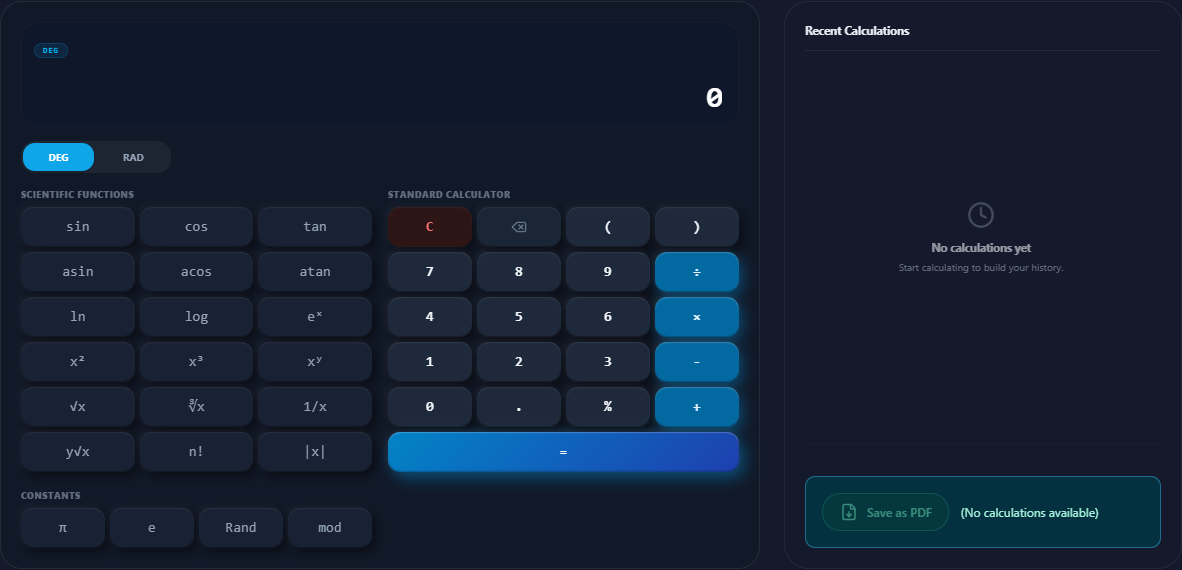 DEG
0
DEG RAD
SCIENTIFIC FUNCTIONS
sin cos tan
asin acos atan
ln log eˣ
x² x³ xʸ
√x ∛x 1/x
y√x n! |x|
CONSTANTS
π e Rand mod
STANDARD CALCULATOR
C ⌫ ( )
7 8 9 ÷
4 5 6 ×
1 2 3 -
0 . % +
=
Recent Calculations
No calculations yet
Start calculating to build your history.
Save as PDF (No calculations available)